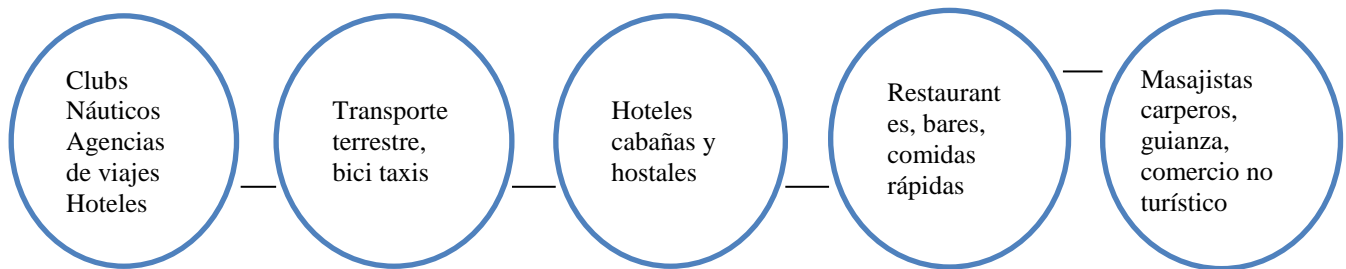 Clubs
Náuticos
Agencias
de viajes
Hoteles
Transporte
terrestre,
bici taxis
Hoteles
cabañas y
hostales
Restaurant
es, bares,
comidas
rápidas
Masajistas
carperos,
guianza,
comercio no
turístico